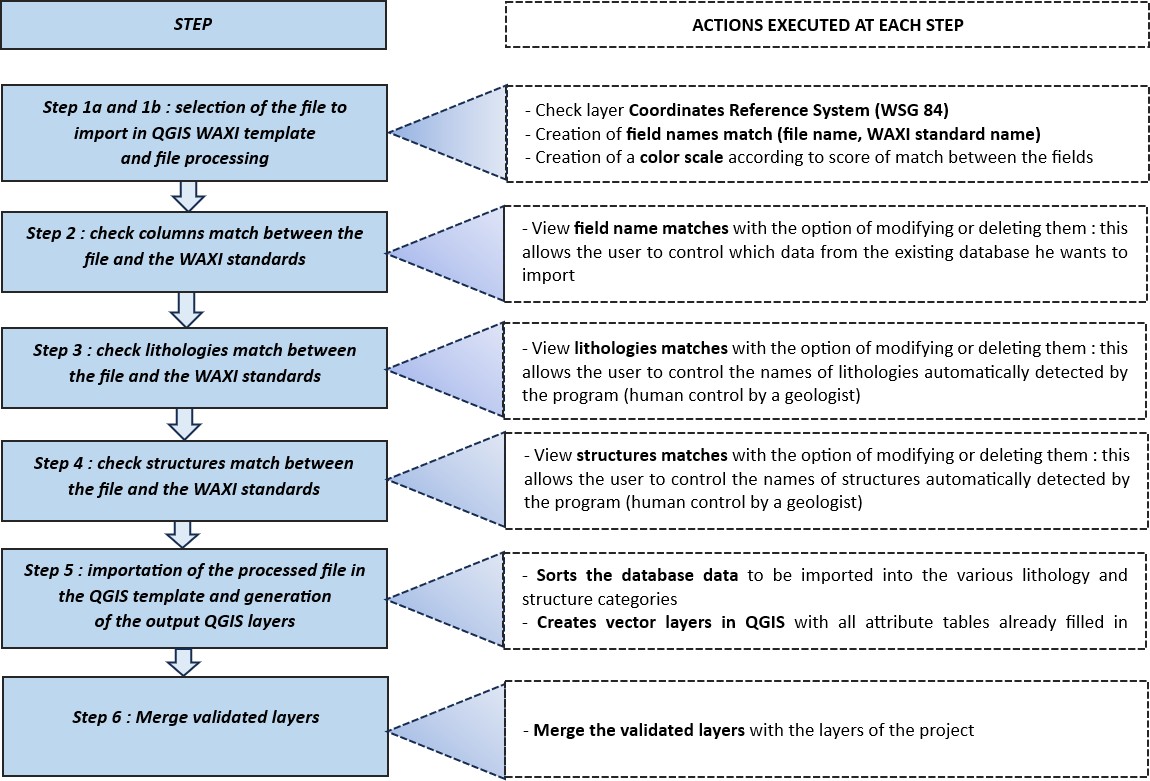 STEP
ACTIONS EXECUTED AT EACH STEP
Step 1a and 1b : selection of the file to
import in QGIS WAXI template
and file processing
- Check layer Coordinates Reference System (WSG 84)
- Creation of field names match (file name, WAXI standard name)
- Creation of a color scale according to score of match between the fields
Step 2 : check columns match between the
file and the WAXI standards
- View field name matches with the option of modifying or deleting them : this
allows the user to control which data from the existing database he wants to
import
Step 3 : check lithologies match between
the file and the WAXI standards
- View lithologies matches with the option of modifying or deleting them : this
allows the user to control the names of lithologies automatically detected by
the program (human control by a geologist)
Step 4 : check structures match between
the file and the WAXI standards
- View structures matches with the option of modifying or deleting them : this
allows the user to control the names of structures automatically detected by
the program (human control by a geologist)
Step 5 : importation of the processed file in
the QGIS template and generation
of the output QGIS layers
- Sorts the database data to be imported into the various lithology and
structure categories
- Creates vector layers in QGIS with all attribute tables already filled in
Step 6 : Merge validated layers
- Merge the validated layers with the layers of the project